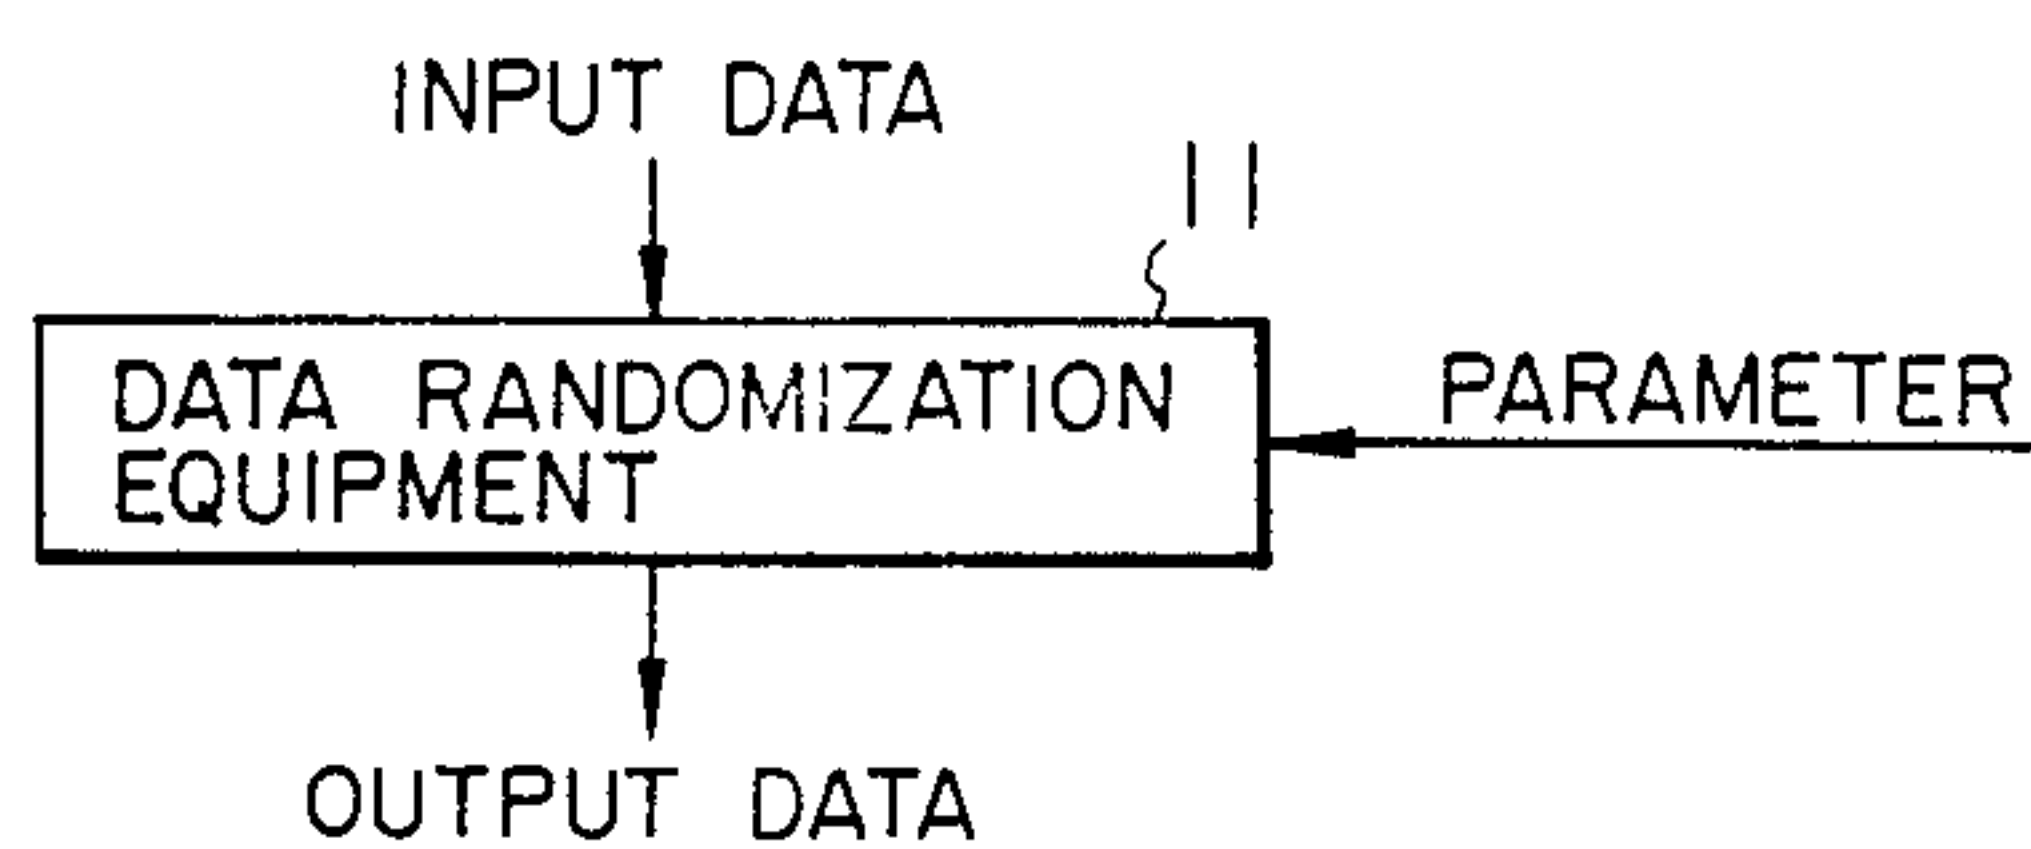 INPUT DATA
11
DATA RANDOMIZATION
EQUIPMENT
PARAMETER
OUTPUT DATA